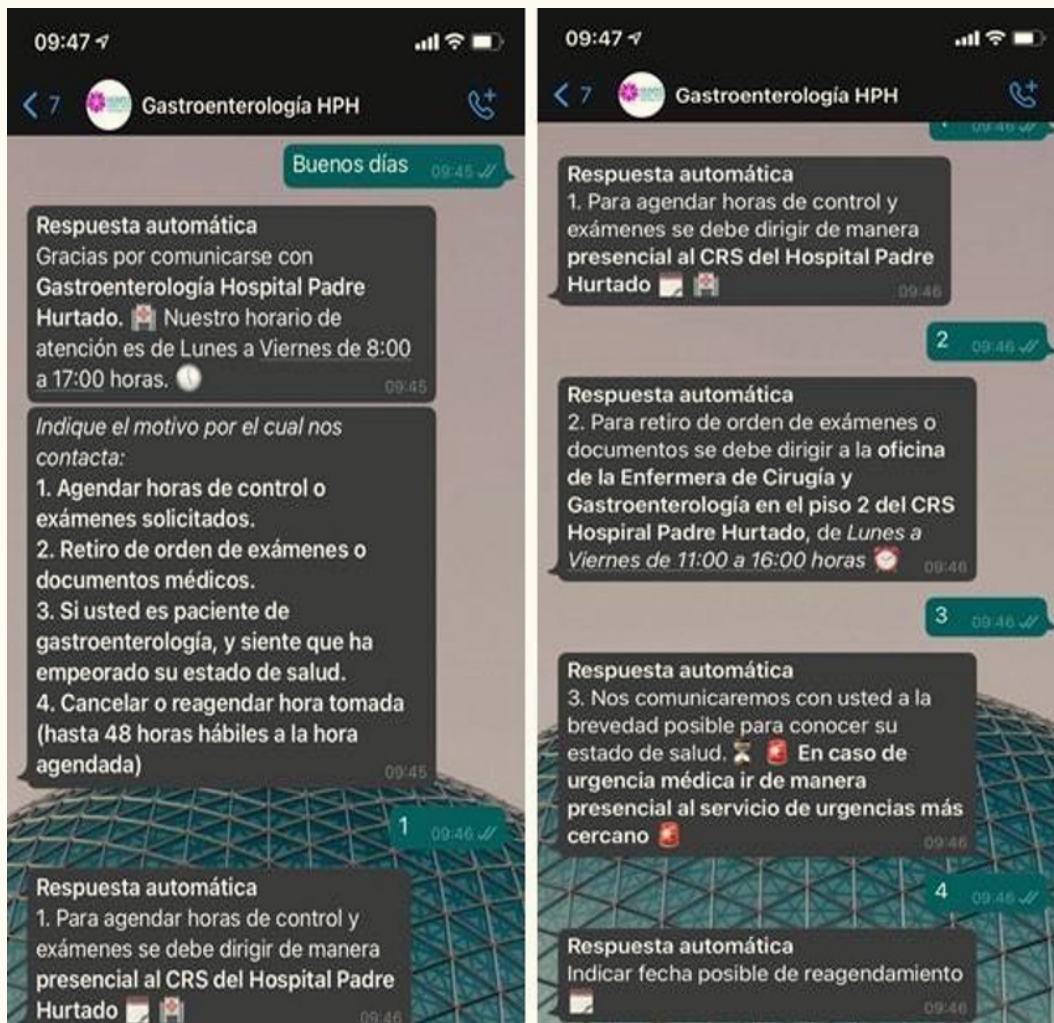 09:47
7 Gastroenterología HPH
Buenos días 09:45
Respuesta automática
Gracias por comunicarse con
Gastroenterología Hospital Padre
Hurtado. 🏥 Nuestro horario de
atención es de Lunes a Viernes de 8:00
a 17:00 horas. 🕔
09:45
Indique el motivo por el cual nos
contacta:
1. Agendar horas de control o
exámenes solicitados.
2. Retiro de orden de exámenes o
documentos médicos.
3. Si usted es paciente de
gastroenterología, y siente que ha
empeorado su estado de salud.
4. Cancelar o reagendar hora tomada
(hasta 48 horas hábiles a la hora
agendada)
09:45
1 09:46
Respuesta automática
1. Para agendar horas de control y
exámenes se debe dirigir de manera
presencial al CRS del Hospital Padre
Hurtado 🗓️ 🏥
09:46
09:47
7 Gastroenterología HPH
09:46
Respuesta automática
1. Para agendar horas de control y
exámenes se debe dirigir de manera
presencial al CRS del Hospital Padre
Hurtado 🗓️ 🏥
09:46
2 09:46
Respuesta automática
2. Para retiro de orden de exámenes o
documentos se debe dirigir a la oficina
de la Enfermera de Cirugía y
Gastroenterología en el piso 2 del CRS
Hospiral Padre Hurtado, de Lunes a
Viernes de 11:00 a 16:00 horas ⏰
09:46
3 09:46
Respuesta automática
3. Nos comunicaremos con usted a la
brevedad posible para conocer su
estado de salud. ⏳ 🚨 En caso de
urgencia médica ir de manera
presencial al servicio de urgencias más
cercano 🚨
09:46
4 09:46
Respuesta automática
Indicar fecha posible de reagendamiento
🗓️
09:46